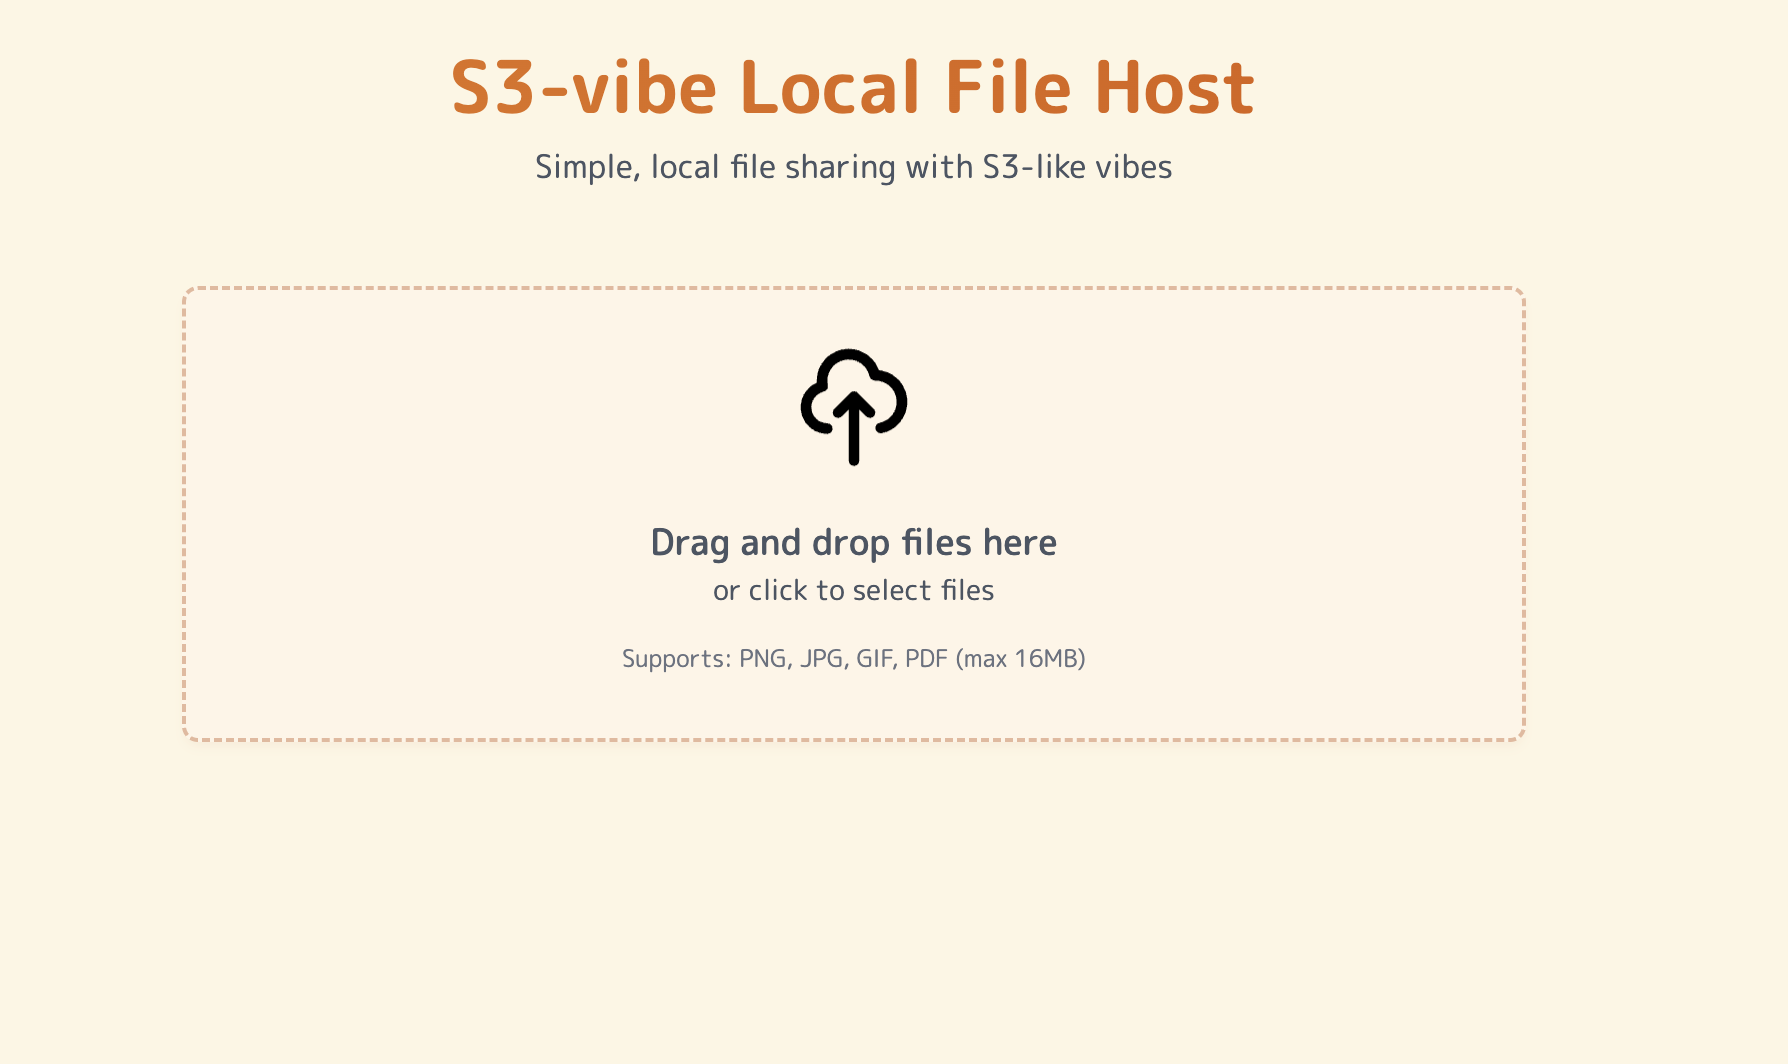 S3-vibe Local File Host
Simple, local file sharing with S3-like vibes
Drag and drop files here
or click to select files
Supports: PNG, JPG, GIF, PDF (max 16MB)